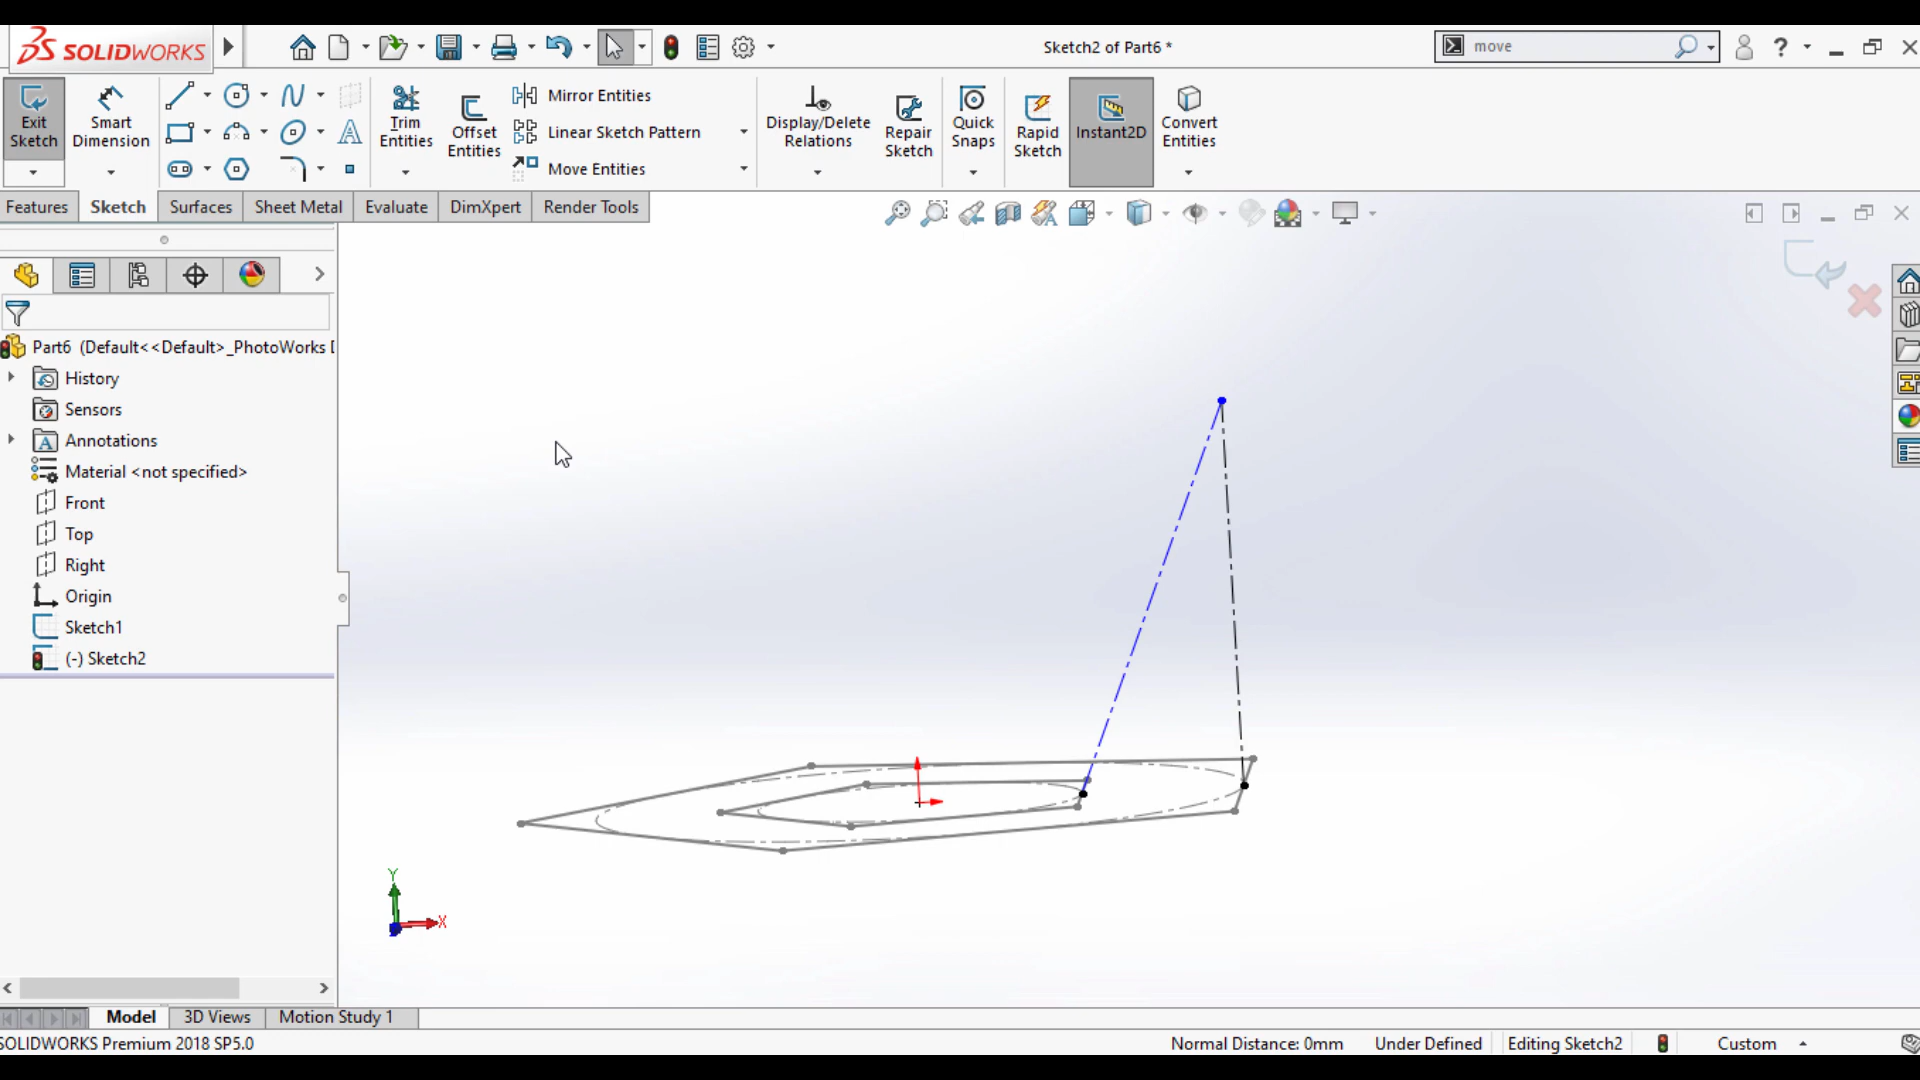 SOLIDWORKS
Sketch2 of Part6 *
move
Exit Sketch
Smart Dimension
Trim Entities
Offset Entities
Mirror Entities
Linear Sketch Pattern
Move Entities
Display/Delete Relations
Repair Sketch
Quick Snaps
Rapid Sketch
Instant2D
Convert Entities
Features
Sketch
Surfaces
Sheet Metal
Evaluate
DimXpert
Render Tools
Part6 (Default<<Default>_PhotoWorks
History
Sensors
Annotations
Material <not specified>
Front
Top
Right
Origin
Sketch1
(-) Sketch2
Y
X
Model
3D Views
Motion Study 1
SOLIDWORKS Premium 2018 SP5.0
Normal Distance: 0mm
Under Defined
Editing Sketch2
Custom